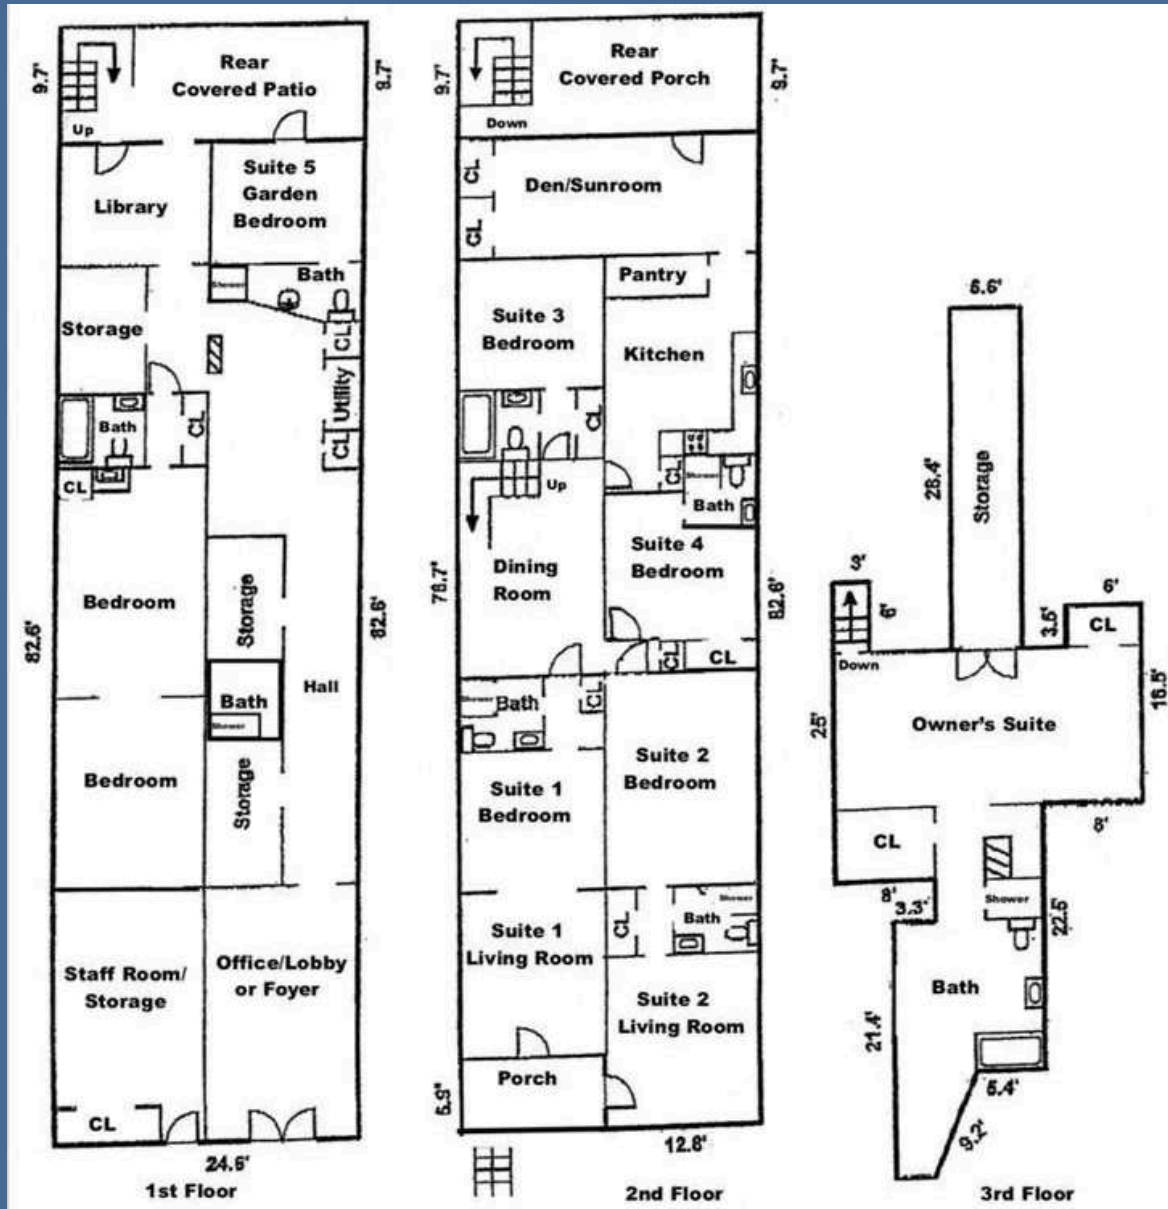 9.7'
Rear
Covered Patio
9.7'
Up
Library
Suite 5
Garden
Bedroom
Shower
Bath
Storage
CL
Utility
Bath
CL
CL
CL
Bedroom
Storage
82.6'
82.6'
Bath
Shower
Hall
Bedroom
Storage
Staff Room/
Storage
Office/Lobby
or Foyer
CL
24.6'
1st Floor
9.7'
Rear
Covered Porch
9.7'
Down
CL
Den/Sunroom
CL
Pantry
Suite 3
Bedroom
Kitchen
CL
Up
CL
Shower
Bath
Dining
Room
Suite 4
Bedroom
76.7'
82.6'
CL
CL
Shower
Bath
CL
Suite 1
Bedroom
Suite 2
Bedroom
Shower
Bath
CL
Suite 1
Living Room
Suite 2
Living Room
Porch
5.9'
12.8'
2nd Floor
5.6'
28.4'
Storage
3'
6'
6'
3.5'
CL
Down
25'
Owner's Suite
16.5'
CL
8'
8'
3.3'
Shower
22.5'
Bath
21.4'
5.4'
9.2'
3rd Floor